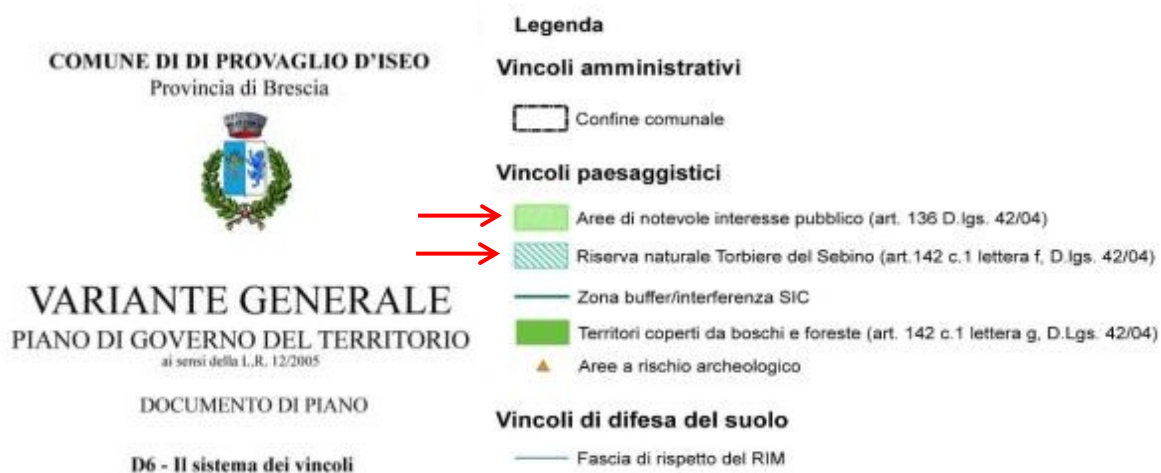 COMUNE DI DI PROVAGLIO D'ISEO
Provincia di Brescia
VARIANTE GENERALE
PIANO DI GOVERNO DEL TERRITORIO
ai sensi della L.R. 12/2005
DOCUMENTO DI PIANO
D6 - Il sistema dei vincoli
Legenda
Vincoli amministrativi
Confine comunale
Vincoli paesaggistici
Aree di notevole interesse pubblico (art. 136 D.lgs. 42/04)
Riserva naturale Torbiere del Sebino (art.142 c.1 lettera f, D.lgs. 42/04)
Zona buffer/interferenza SIC
Territori coperti da boschi e foreste (art. 142 c.1 lettera g, D.Lgs. 42/04)
Aree a rischio archeologico
Vincoli di difesa del suolo
Fascia di rispetto del RIM